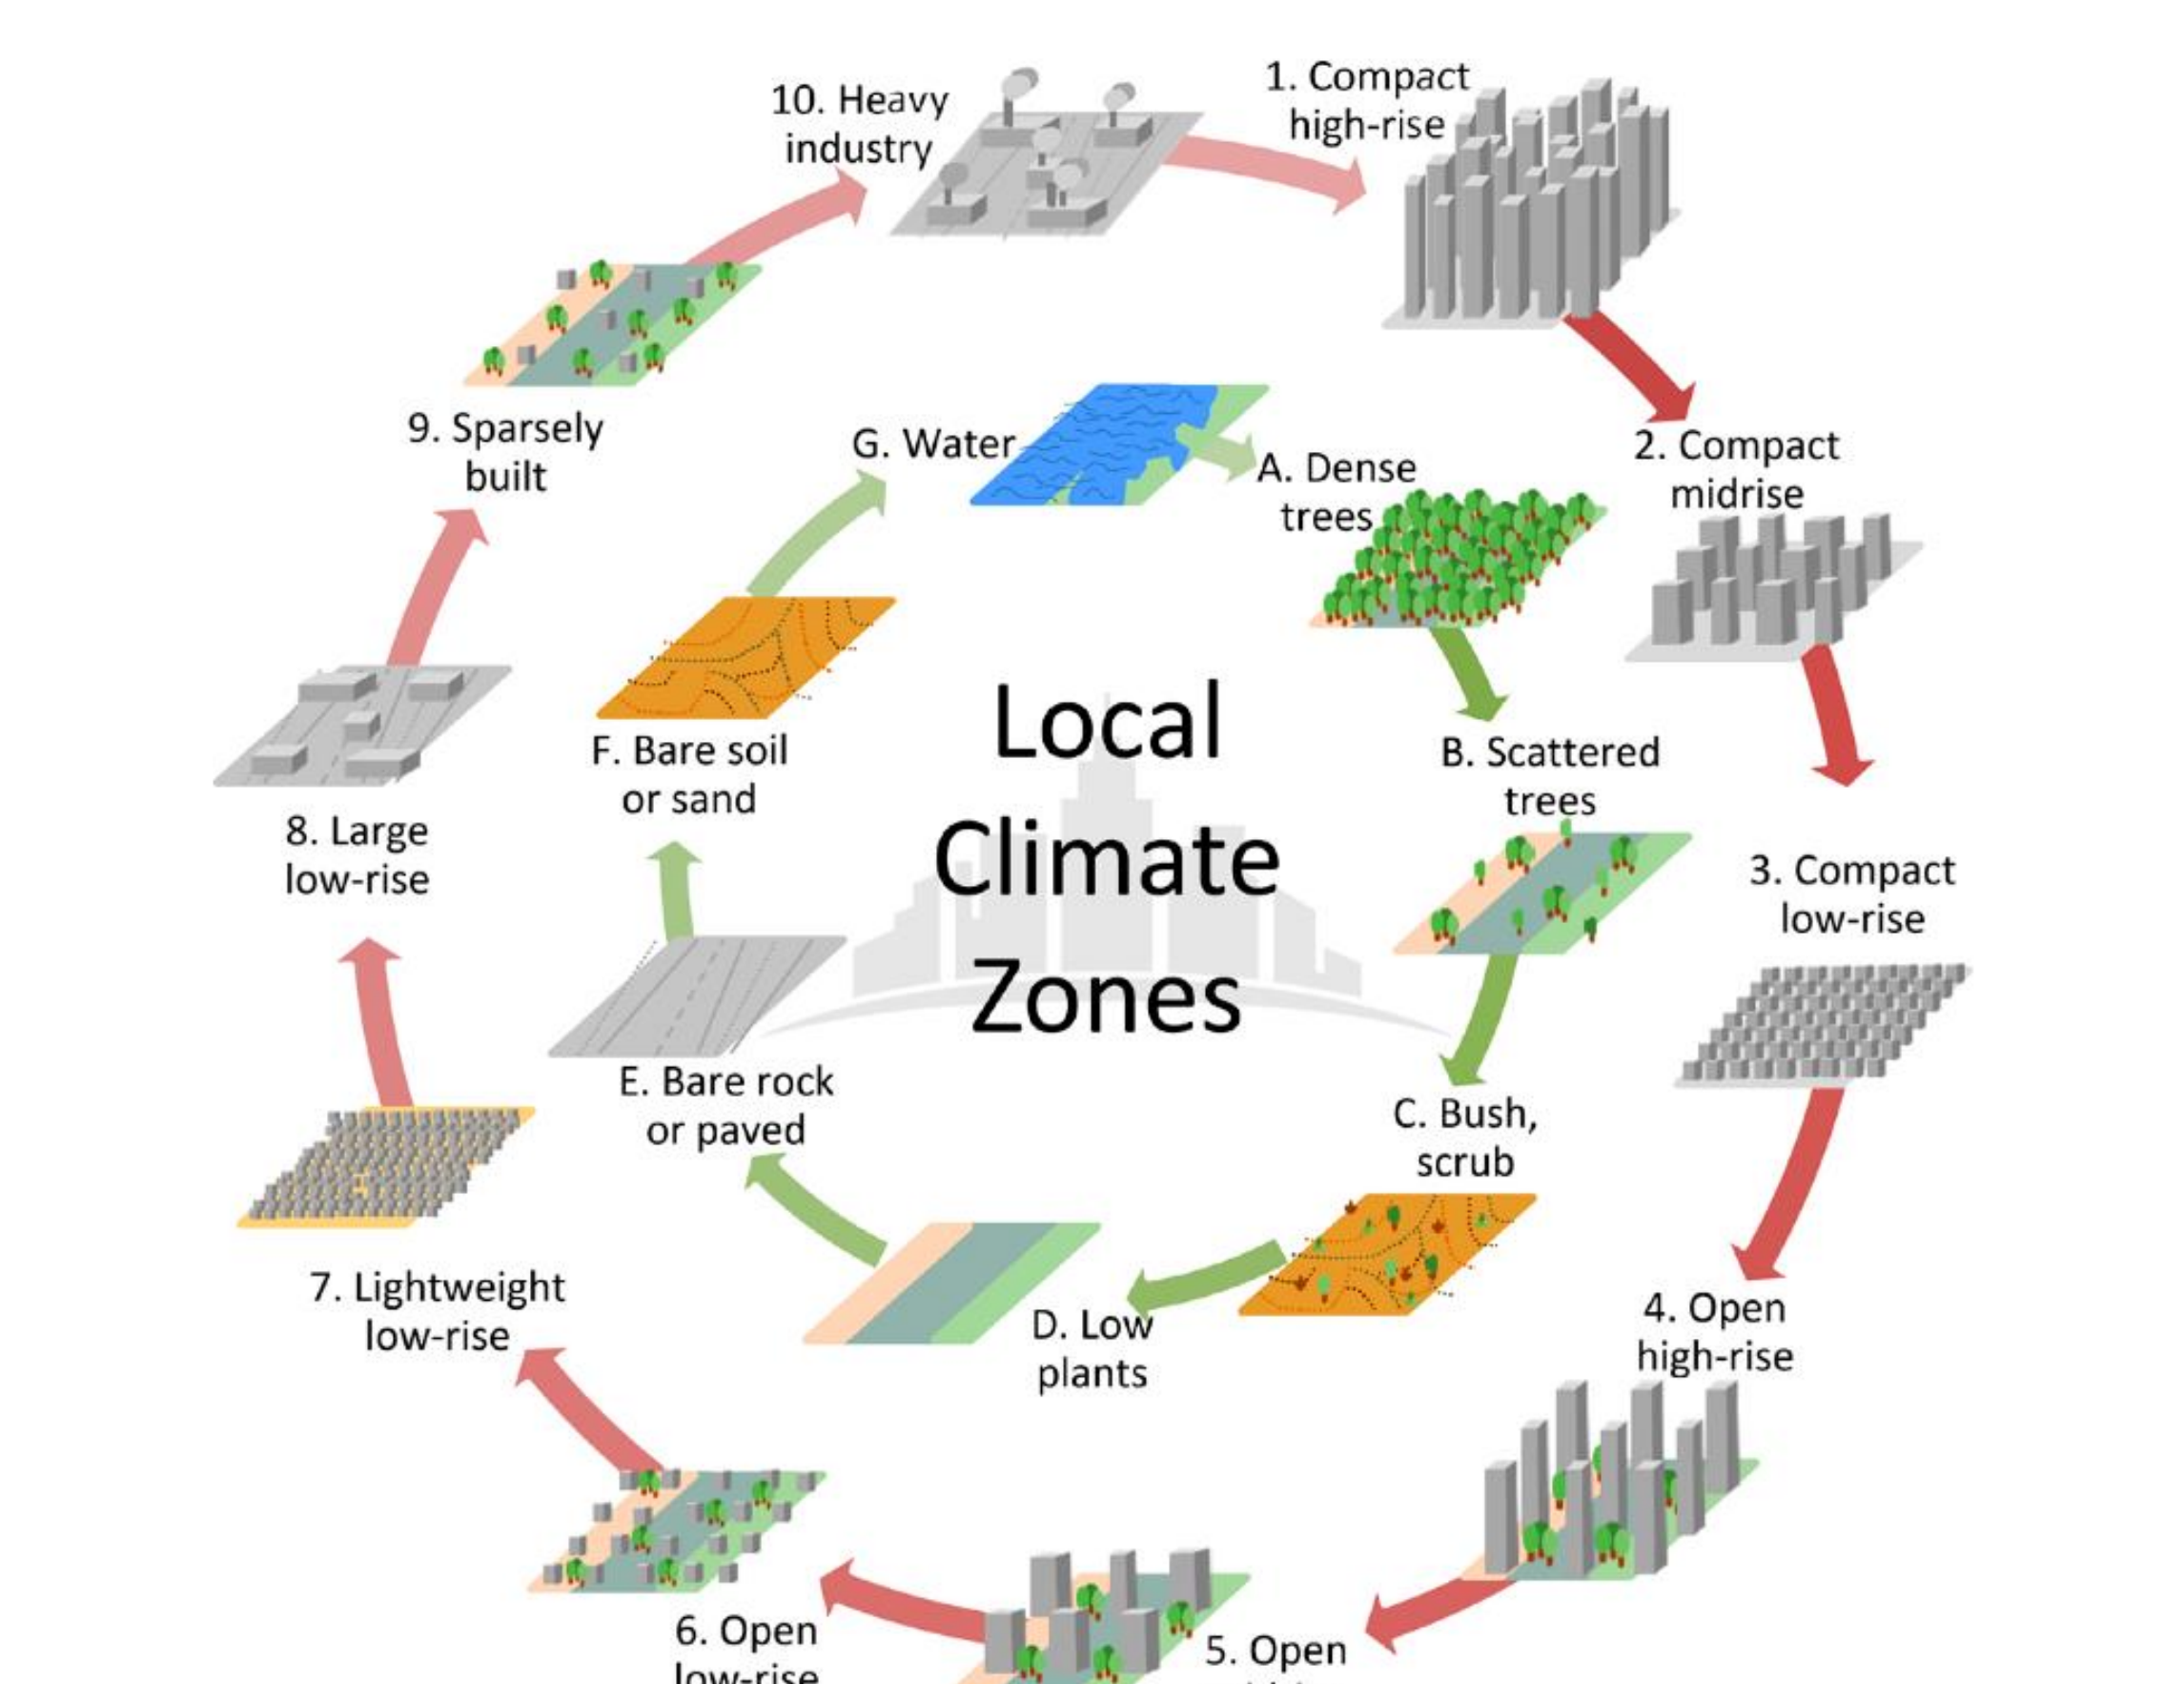 10. Heavy
industry
1. Compact
high-rise
9. Sparsely
built
G. Water
A. Dense
trees
2. Compact
midrise
F. Bare soil
or sand
B. Scattered
trees
8. Large
low-rise
3. Compact
low-rise
Local
Climate
Zones
E. Bare rock
or paved
C. Bush,
scrub
7. Lightweight
low-rise
D. Low
plants
4. Open
high-rise
6. Open
low-rise
5. Open